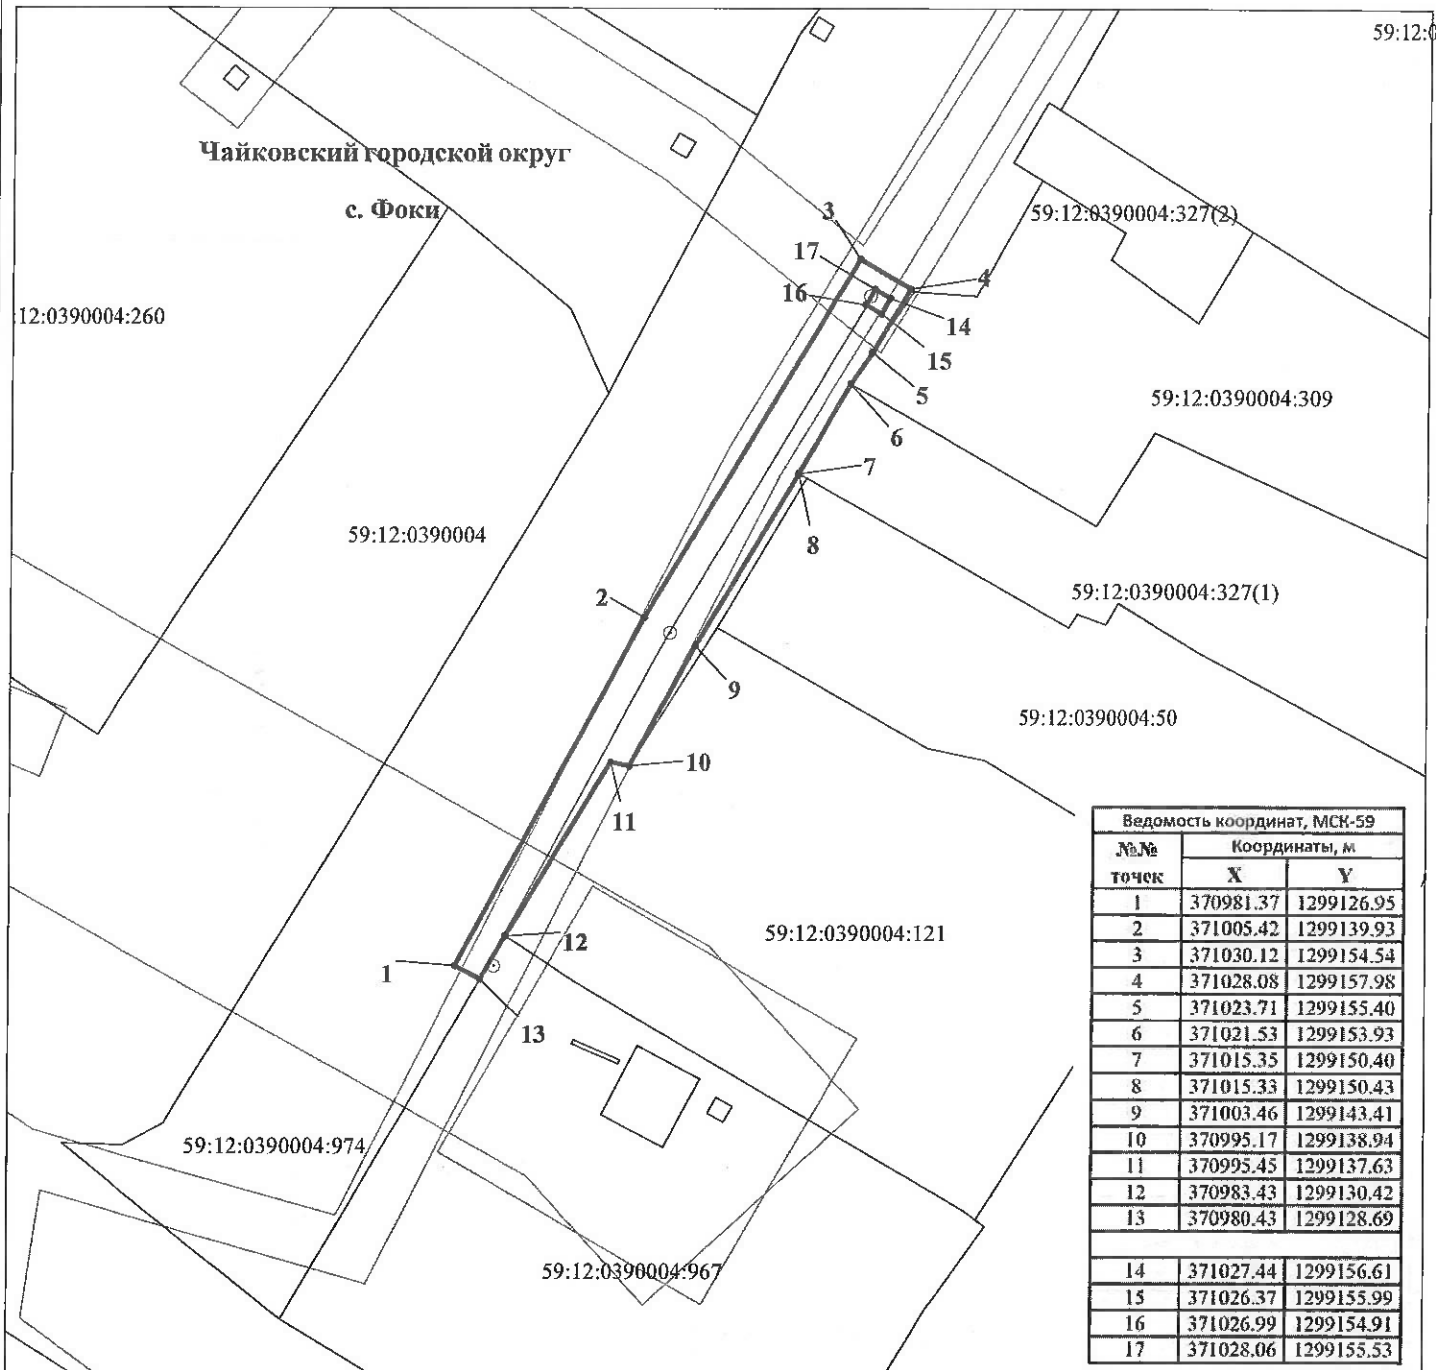 59:12:0
Чайковский городской округ
с. Фоки
59:12:0390004:327(2)
3
17
4
16
14
15
:12:0390004:260
5
59:12:0390004:309
6
7
8
59:12:0390004
59:12:0390004:327(1)
2
9
59:12:0390004:50
10
11
59:12:0390004:121
12
1
13
59:12:0390004:974
59:12:0390004:967
Ведомость координат, МСК-59
№№ точек Координаты, м
X Y
1 370981.37 1299126.95
2 371005.42 1299139.93
3 371030.12 1299154.54
4 371028.08 1299157.98
5 371023.71 1299155.40
6 371021.53 1299153.93
7 371015.35 1299150.40
8 371015.33 1299150.43
9 371003.46 1299143.41
10 370995.17 1299138.94
11 370995.45 1299137.63
12 370983.43 1299130.42
13 370980.43 1299128.69
14 371027.44 1299156.61
15 371026.37 1299155.99
16 371026.99 1299154.91
17 371028.06 1299155.53